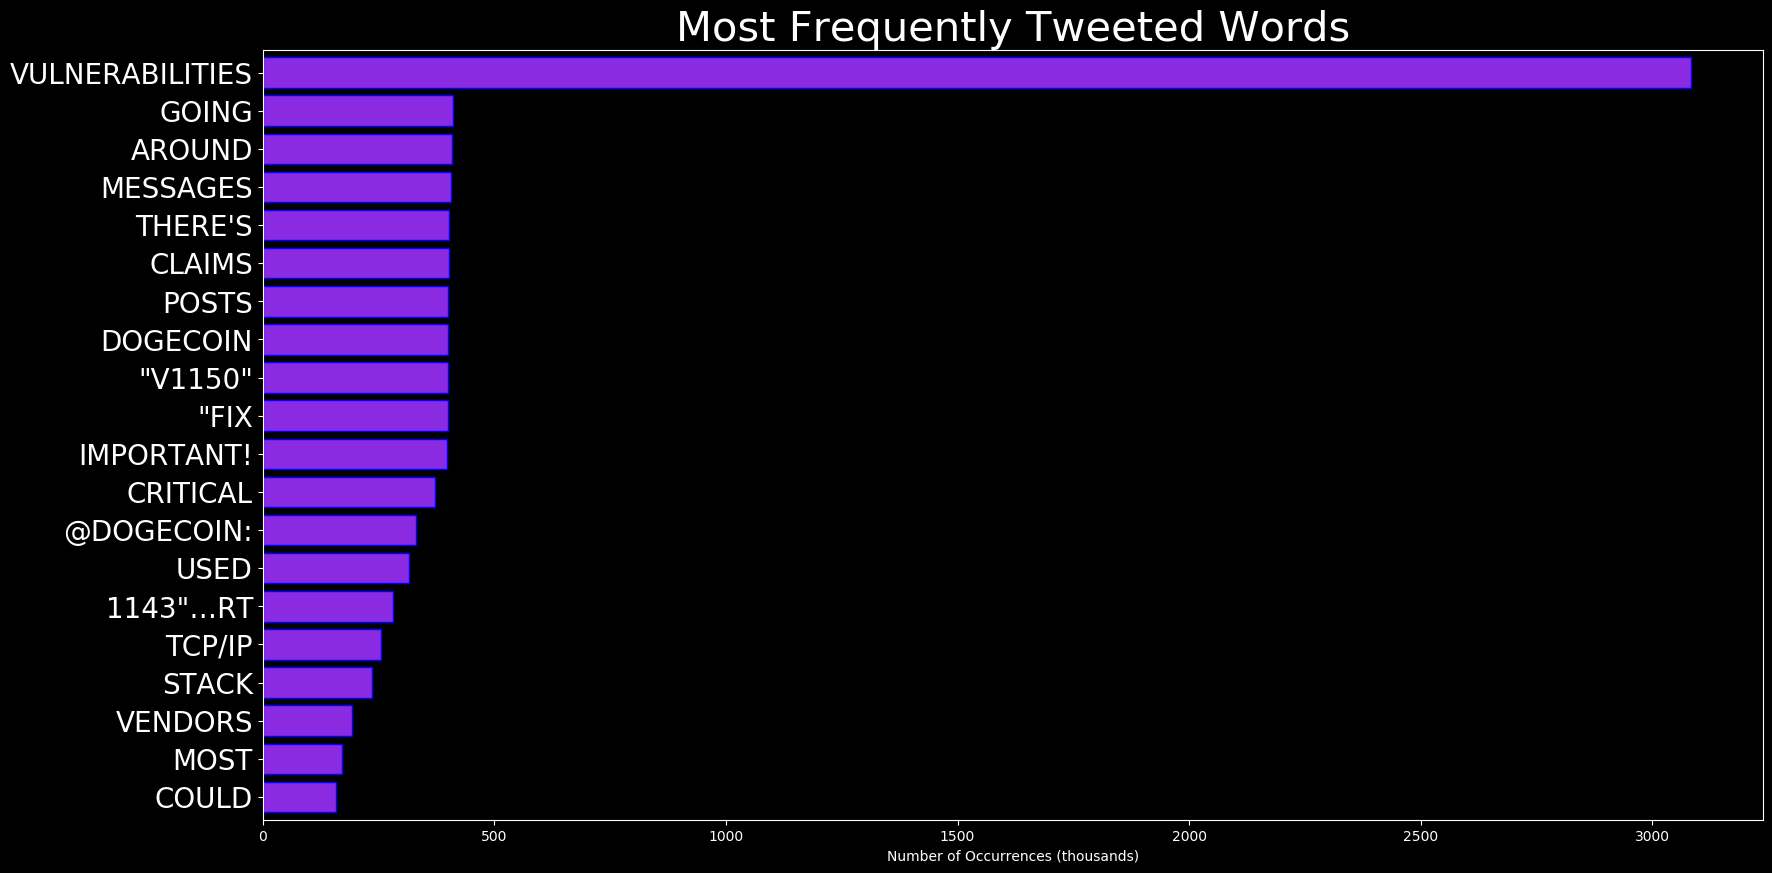 Most Frequently Tweeted Words
VULNERABILITIES
GOING
AROUND
MESSAGES
THERE'S
CLAIMS
POSTS
DOGECOIN
"V1150"
"FIX
IMPORTANT!
CRITICAL
@DOGECOIN:
USED
1143"…RT
TCP/IP
STACK
VENDORS
MOST
COULD
0 500 1000 1500 2000 2500 3000
Number of Occurrences (thousands)